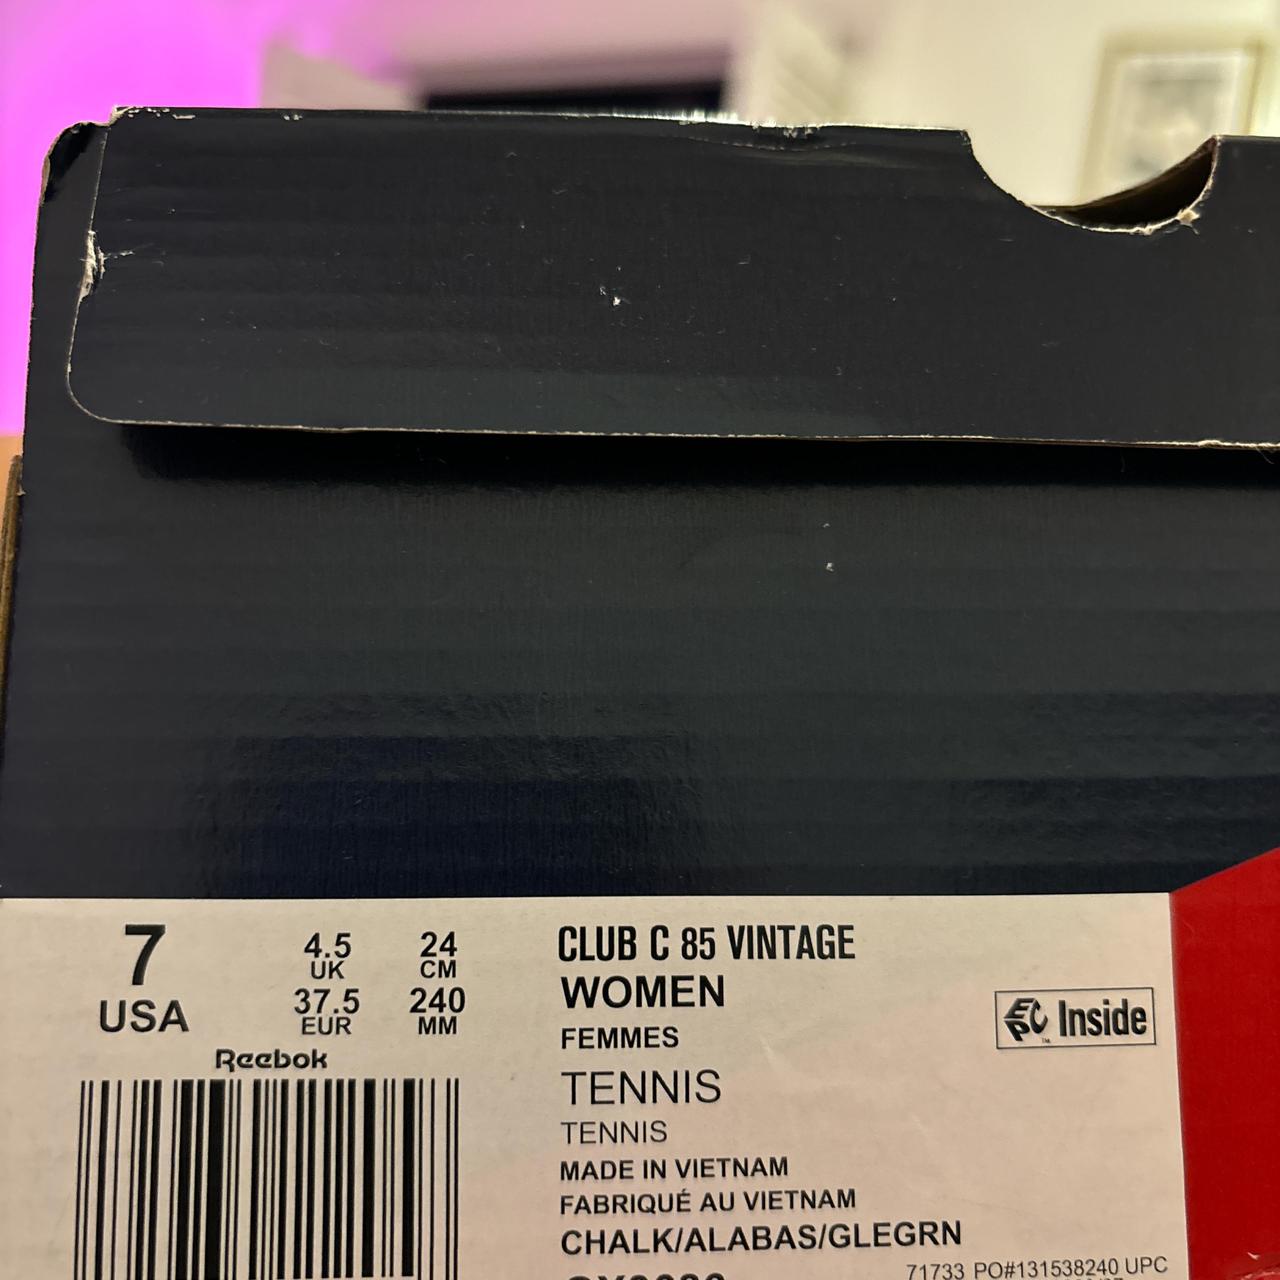 7
USA
4.5
UK
37.5
EUR
24
CM
240
MM
Reebok
CLUB C 85 VINTAGE
WOMEN
FEMMES
TENNIS
TENNIS
MADE IN VIETNAM
FABRIQUÉ AU VIETNAM
CHALK/ALABAS/GLEGRN
EPC Inside
71733 PO#131538240 UPC